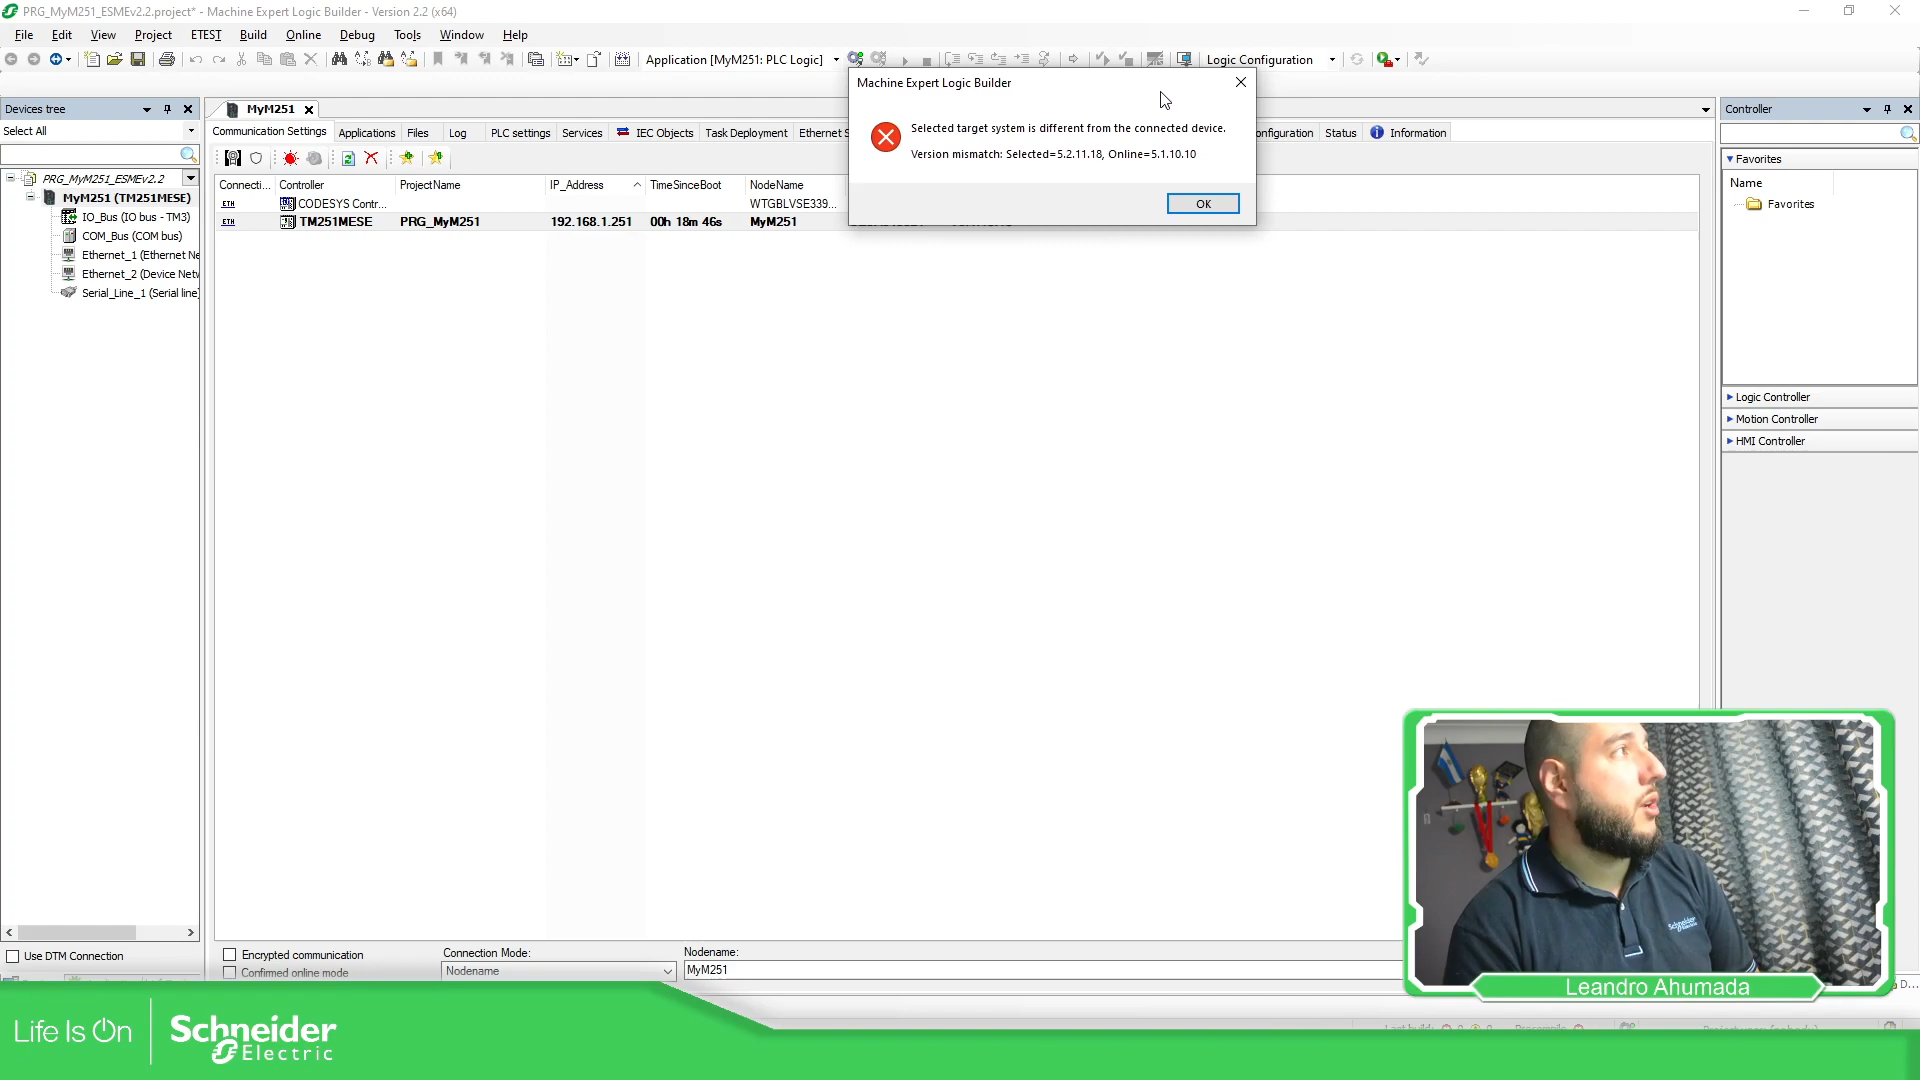 PRG_MyM251_ESMEv2.2.project* - Machine Expert Logic Builder - Version 2.2 (x64)
File Edit View Project ETEST Build Online Debug Tools Window Help
Application [MyM251: PLC Logic] Logic Configuration
Machine Expert Logic Builder
Selected target system is different from the connected device.
Version mismatch: Selected=5.2.11.18, Online=5.1.10.10
OK
Devices tree
Select All
PRG_MyM251_ESMEv2.2
MyM251 (TM251MESE)
IO_Bus (IO bus - TM3)
COM_Bus (COM bus)
Ethernet_1 (Ethernet Ne
Ethernet_2 (Device Netw
Serial_Line_1 (Serial line)
Use DTM Connection
MyM251
Communication Settings Applications Files Log PLC settings Services IEC Objects Task Deployment Ethernet S onfiguration Status Information
Connecti... Controller ProjectName IP_Address TimeSinceBoot NodeName
ETH CODESYS Contr... WTGBLVSE339...
ETH TM251MESE PRG_MyM251 192.168.1.251 00h 18m 46s MyM251
Encrypted communication
Confirmed online mode
Connection Mode:
Nodename
Nodename:
MyM251
Controller
Favorites
Name
Favorites
Logic Controller
Motion Controller
HMI Controller
Schneider
Electric
Leandro Ahumada
Life Is On
Schneider
Electric